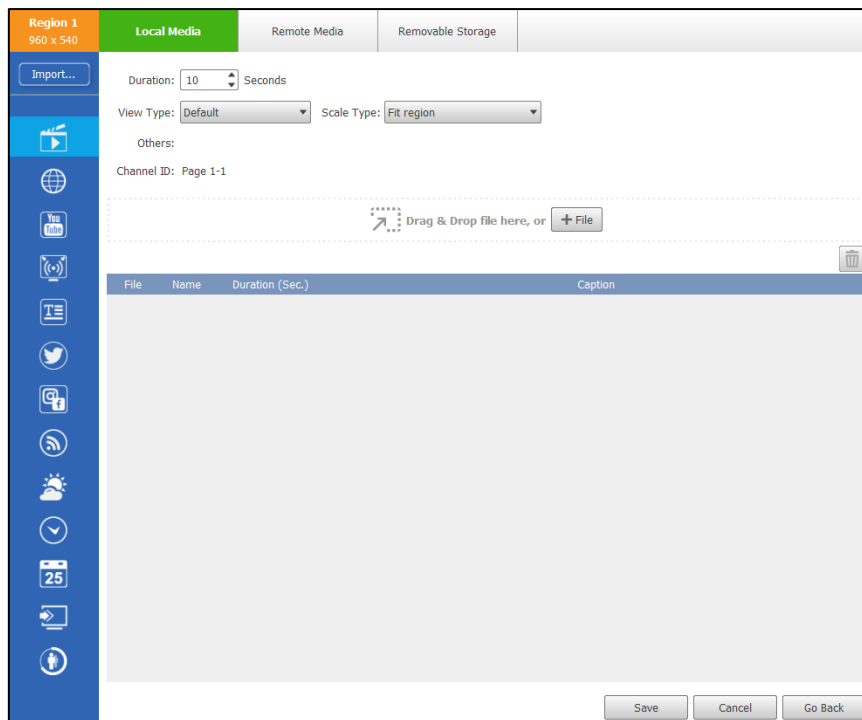 Region 1
960 x 540
Local Media
Remote Media
Removable Storage
Import...
Duration: 10 Seconds
View Type: Default Scale Type: Fit region
Others:
Channel ID: Page 1-1
Drag & Drop file here, or + File
File Name Duration (Sec.) Caption
You
Tube
T
@ f
25
Save Cancel Go Back